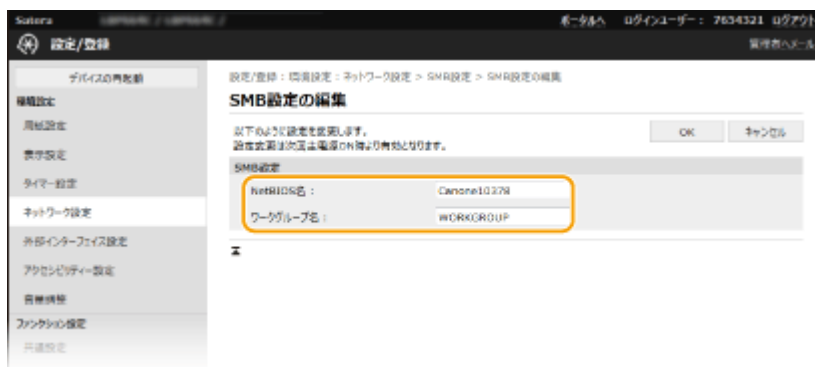 Satera
ポータルへ ログインユーザー： 7654321 ログアウト
設定/登録
管理者へメール
デバイスの再起動
設定/登録：環境設定：ネットワーク設定 > SMB設定 > SMB設定の編集
環境設定
SMB設定の編集
用紙設定
以下のように設定を変更します。
OK キャンセル
設定変更は次回主電源ON時より有効となります。
表示設定
SMB設定
タイマー設定
NetBIOS名： Canone10378
ネットワーク設定
ワークグループ名： WORKGROUP
外部インターフェイス設定
アクセシビリティー設定
音量調整
ファンクション設定
共通設定